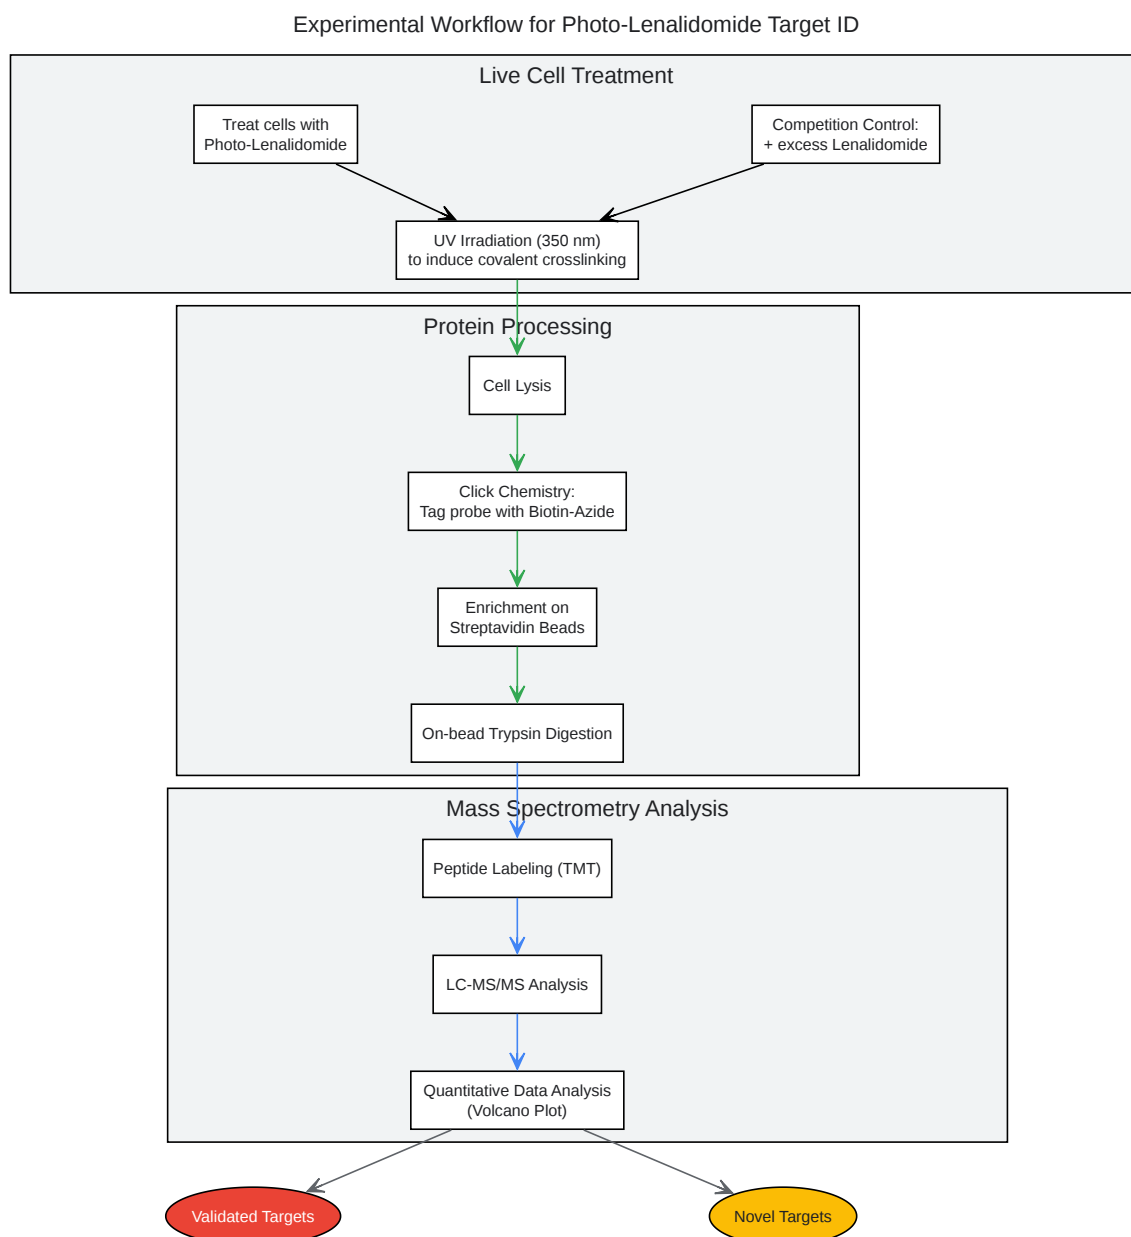 Experimental Workflow for Photo-Lenalidomide Target ID
Live Cell Treatment
Treat cells with
Photo-Lenalidomide
Competition Control:
+ excess Lenalidomide
UV Irradiation (350 nm)
to induce covalent crosslinking
Protein Processing
Cell Lysis
Click Chemistry:
Tag probe with Biotin-Azide
Enrichment on
Streptavidin Beads
On-bead Trypsin Digestion
Mass Spectrometry Analysis
Peptide Labeling (TMT)
LC-MS/MS Analysis
Quantitative Data Analysis
(Volcano Plot)
Validated Targets
Novel Targets